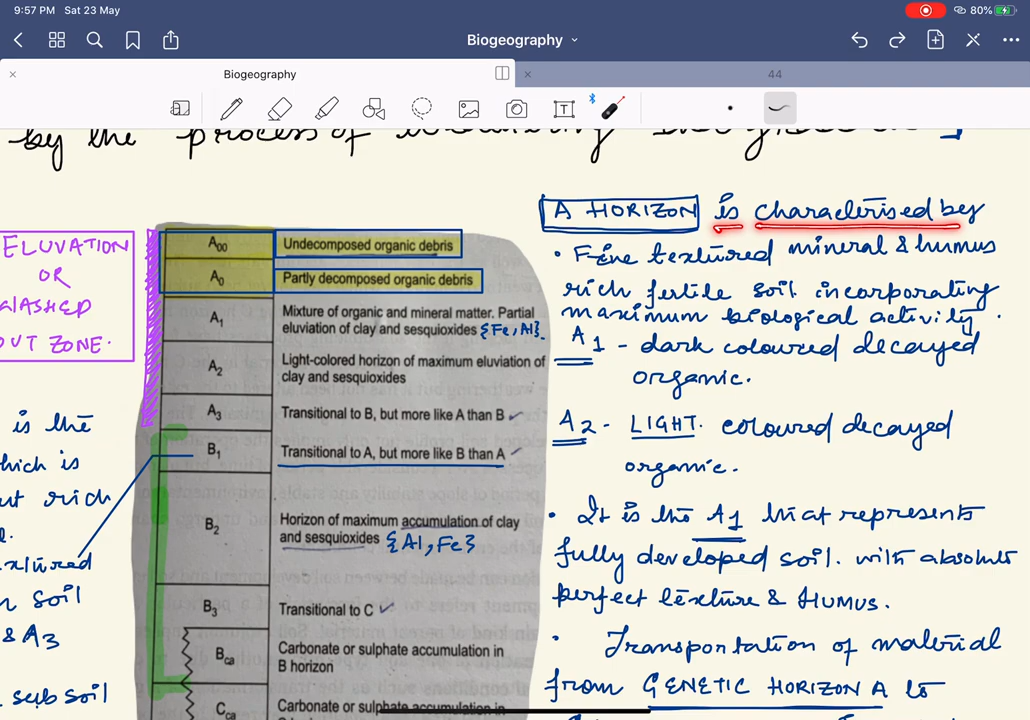 9:57 PM Sat 23 May
80%
Biogeography
Biogeography
44
by the process of
ELUVATION
OR
WASHED
OUT ZONE.
A00 Undecomposed organic debris
A0 Partly decomposed organic debris
A1 Mixture of organic and mineral matter. Partial
eluviation of clay and sesquioxides {Fe, Al}.
A2 Light-colored horizon of maximum eluviation of
clay and sesquioxides
A3 Transitional to B, but more like A than B
B1 Transitional to A, but more like B than A
B2 Horizon of maximum accumulation of clay
and sesquioxides {Al, Fe}
B3 Transitional to C
Bca Carbonate or sulphate accumulation in
B horizon
Cca Carbonate or sulphate accumulation in
is the
which is
rich
soil
& A3
sub soil
A HORIZON is characterised by
• Fine textured mineral & humus
rich fertile soil incorporating
maximum biological activity.
A1 - dark coloured decayed
organic.
A2 - LIGHT. coloured decayed
organic.
• It is the A1 that represents
fully developed soil. with absolute
perfect texture & HUMUS.
• Transportation of material
from GENETIC HORIZON A to